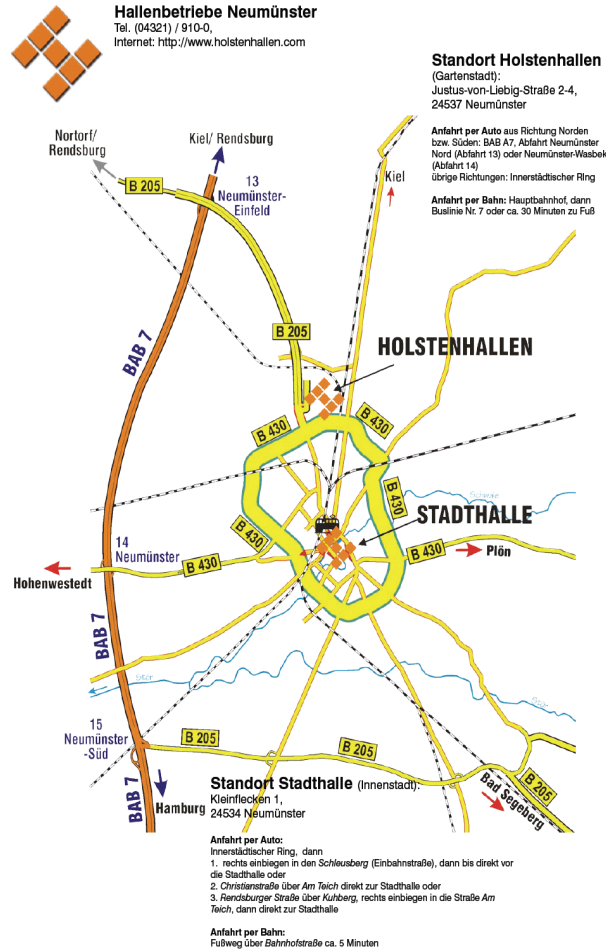 Hallenbetriebe Neumünster
Tel. (04321) / 910-0,
Internet: http://www.holstenhallen.com
Standort Holstenhallen
(Gartenstadt):
Justus-von-Liebig-Straße 2-4,
24537 Neumünster
Anfahrt per Auto aus Richtung Norden
bzw. Süden: BAB A7, Abfahrt Neumünster
Nord (Abfahrt 13) oder Neumünster-Wasbek
(Abfahrt 14)
übrige Richtungen: Innerstädtischer RIng
Anfahrt per Bahn: Hauptbahnhof, dann
Buslinie Nr. 7 oder ca. 30 Minuten zu Fuß
Nortorf/
Rendsburg
Kiel/ Rendsburg
Kiel
B 205
13
Neumünster-
Einfeld
B 205
BAB 7
HOLSTENHALLEN
B 430
B 430
B 430
Schwale
STADTHALLE
B 430
14
Neumünster
B 430
B 430
Plön
Hohenwestedt
BAB 7
Stör
15
Neumünster
-Süd
B 205
B 205
B 205
BAB 7
Hamburg
Bad Segeberg
Standort Stadthalle (Innenstadt):
Kleinflecken 1,
24534 Neumünster
Anfahrt per Auto:
Innerstädtischer Ring, dann
1. rechts einbiegen in den Schleusberg (Einbahnstraße), dann bis direkt vor
die Stadthalle oder
2. Christianstraße über Am Teich direkt zur Stadthalle oder
3. Rendsburger Straße über Kuhberg, rechts einbiegen in die Straße Am
Teich, dann direkt zur Stadthalle
Anfahrt per Bahn:
Fußweg über Bahnhofstraße ca. 5 Minuten